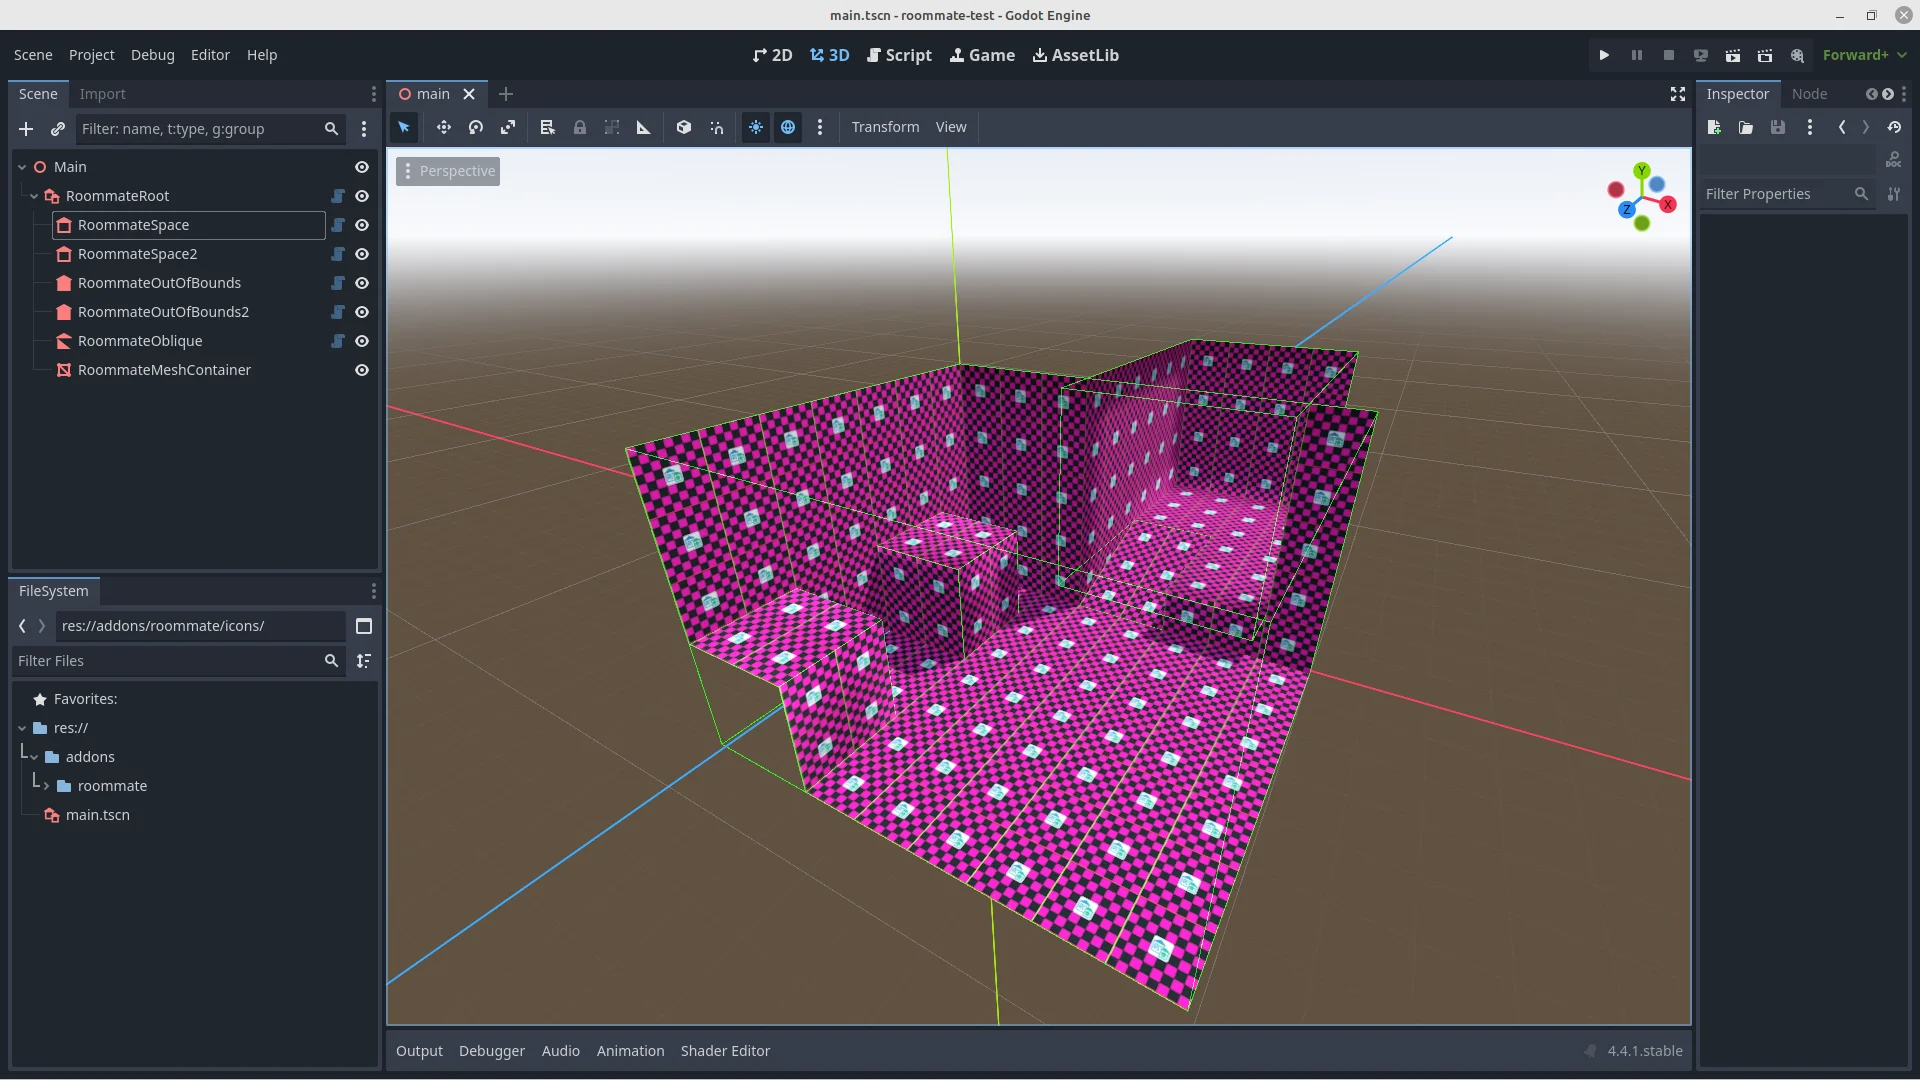 main.tscn - roommate-test - Godot Engine
Scene Project Debug Editor Help
2D 3D Script Game AssetLib
Forward+
Scene Import
main
Inspector Node
Filter: name, t:type, g:group
Transform View
Main
Perspective
Y
X
Z
DOC
RoommateRoot
Filter Properties
RoommateSpace
RoommateSpace2
RoommateOutOfBounds
RoommateOutOfBounds2
RoommateOblique
RoommateMeshContainer
FileSystem
res://addons/roommate/icons/
Filter Files
Favorites:
res://
addons
roommate
main.tscn
Output Debugger Audio Animation Shader Editor
4.4.1.stable